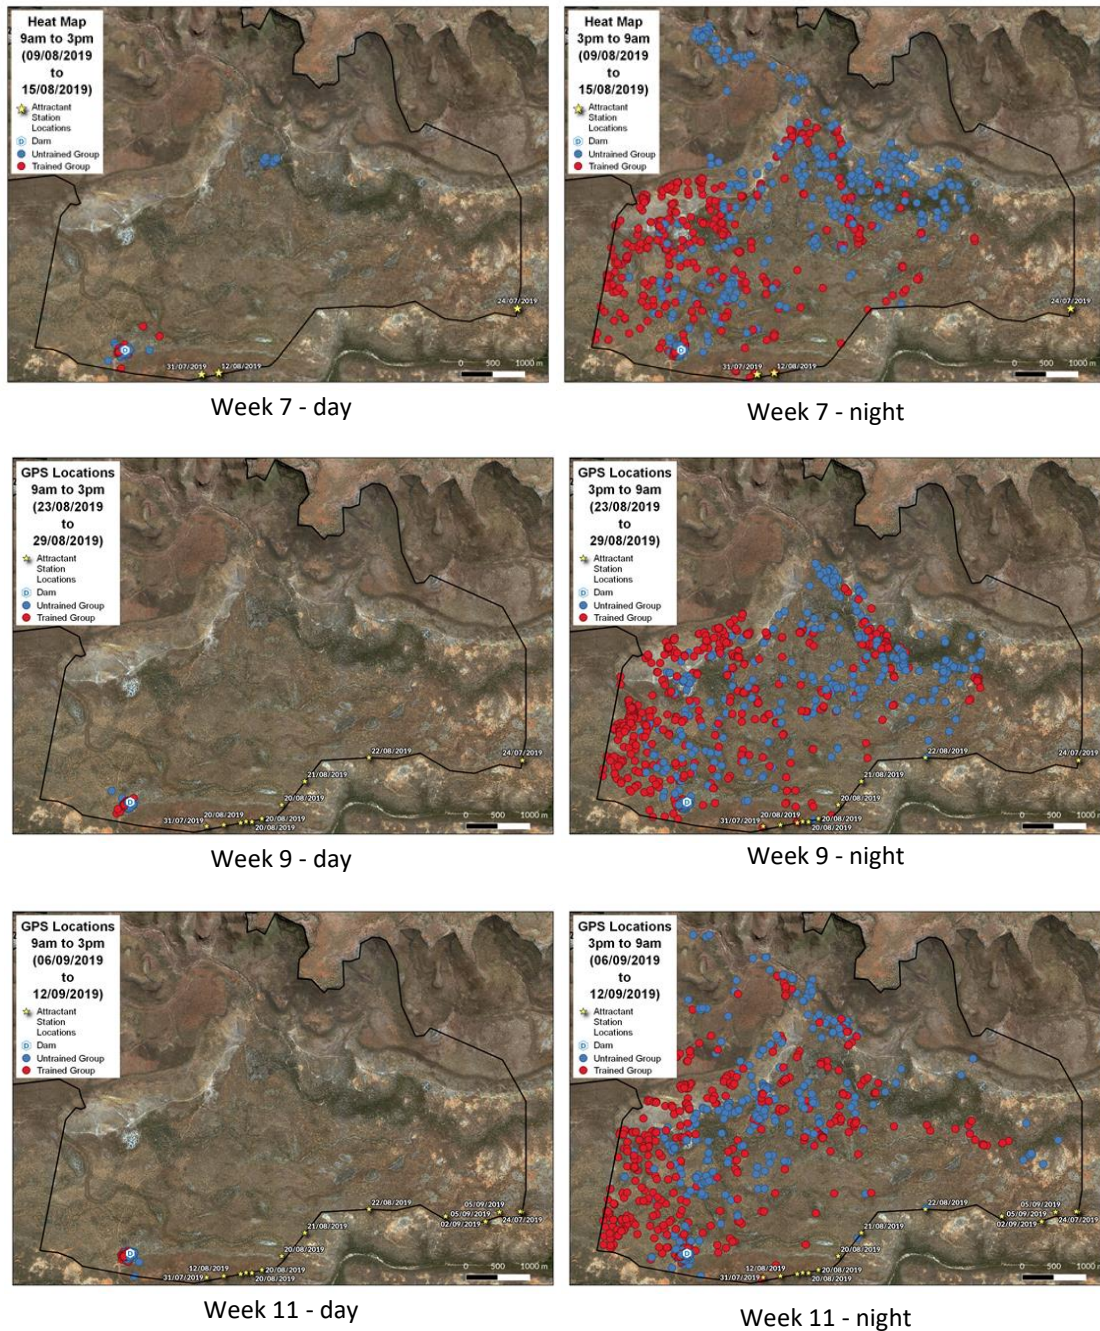 Heat Map
9am to 3pm
(09/08/2019
to
15/08/2019)
Attractant
Station
Locations
D Dam
Untrained Group
Trained Group
24/07/2019
31/07/2019 12/08/2019
D
0 500 1000 m
Week 7 - day
Heat Map
3pm to 9am
(09/08/2019
to
15/08/2019)
Attractant
Station
Locations
D Dam
Untrained Group
Trained Group
24/07/2019
31/07/2019 12/08/2019
D
0 500 1000 m
Week 7 - night
GPS Locations
9am to 3pm
(23/08/2019
to
29/08/2019)
Attractant
Station
Locations
D Dam
Untrained Group
Trained Group
22/08/2019
24/07/2019
21/08/2019
20/08/2019
D
20/08/2019 20/08/2019
31/07/2019 20/08/2019
0 500 1000 m
Week 9 - day
GPS Locations
3pm to 9am
(23/08/2019
to
29/08/2019)
Attractant
Station
Locations
D Dam
Untrained Group
Trained Group
22/08/2019
24/07/2019
21/08/2019
20/08/2019
D
20/08/2019
31/07/2019 20/08/2019
0 500 1000 m
Week 9 - night
GPS Locations
9am to 3pm
(06/09/2019
to
12/09/2019)
Attractant
Station
Locations
D Dam
Untrained Group
Trained Group
22/08/2019 05/09/2019
05/09/2019
02/09/2019 24/07/2019
21/08/2019
20/08/2019
D
12/08/2019 20/08/2019
31/07/2019 20/08/2019
0 500 1000 m
Week 11 - day
GPS Locations
3pm to 9am
(06/09/2019
to
12/09/2019)
Attractant
Station
Locations
D Dam
Untrained Group
Trained Group
22/08/2019 05/09/2019
05/09/2019
02/09/2019 24/07/2019
21/08/2019
20/08/2019
D
12/08/2019 20/08/2019
31/07/2019 20/08/2019
0 500 1000 m
Week 11 - night